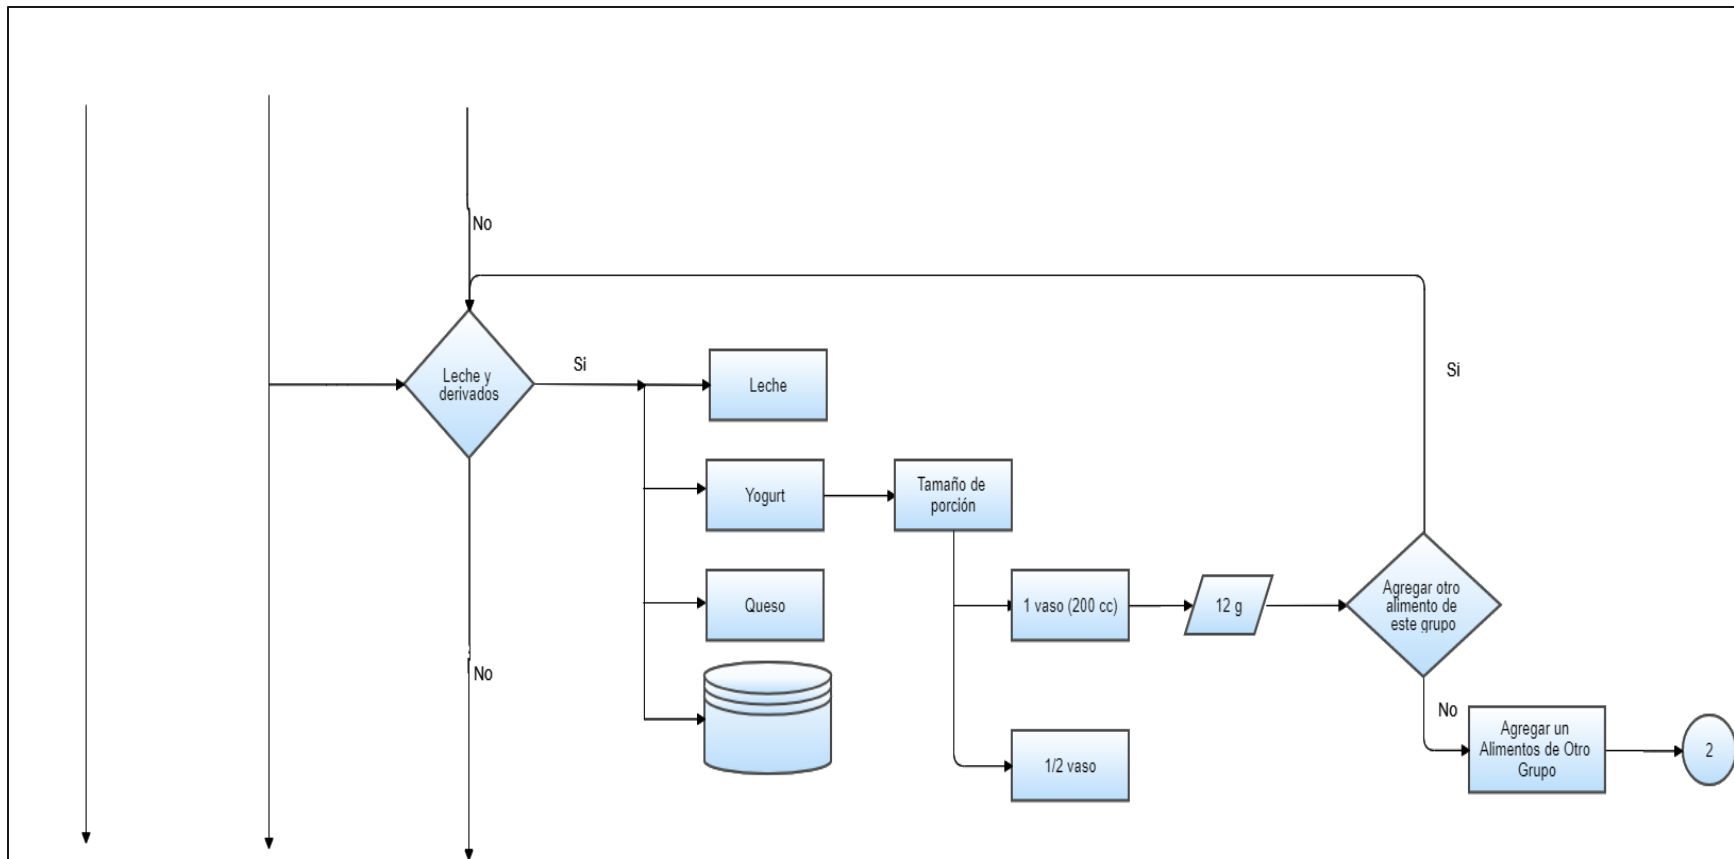 No
Si
Leche y
derivados
Leche
Si
Yogurt
Tamaño de
porción
Queso
1 vaso (200 cc)
12 g
Agregar otro
alimento de
este grupo
No
No
1/2 vaso
Agregar un
Alimentos de Otro
Grupo
2